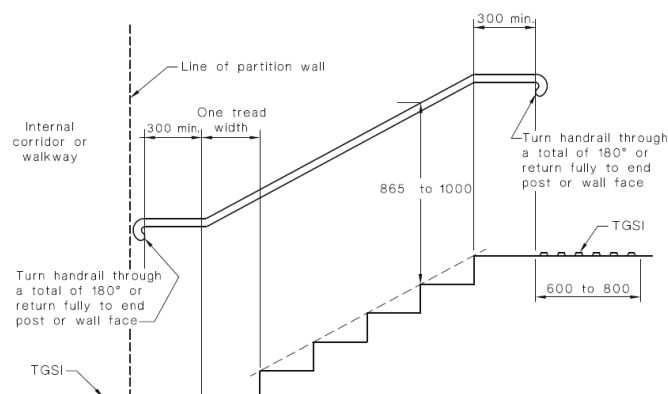 300 min.
Line of partition wall
One tread
width
300 min.
Internal
corridor or
walkway
Turn handrail through
a total of 180° or
return fully to end
post or wall face
865 to 1000
TGSI
600 to 800
Turn handrail through
a total of 180° or
return fully to end
post or wall face
TGSI